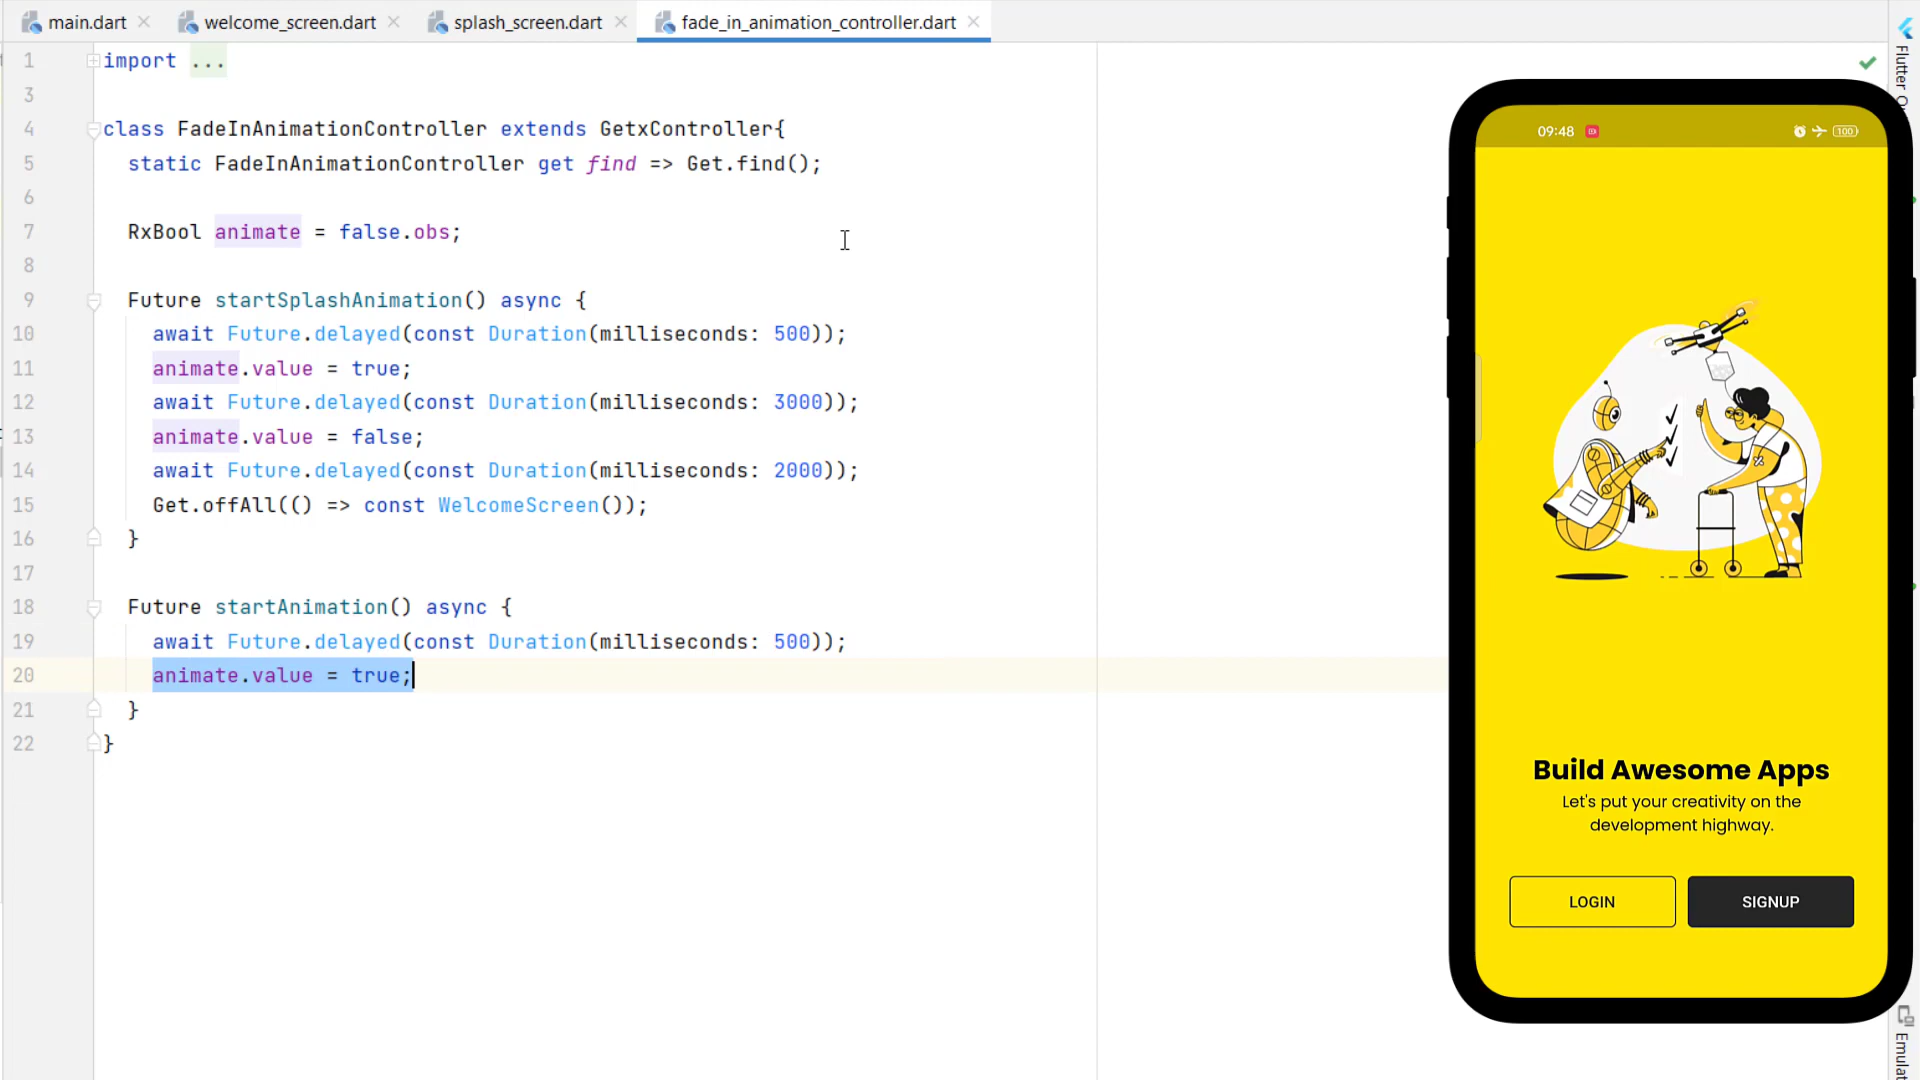 main.dart
welcome_screen.dart
splash_screen.dart
fade_in_animation_controller.dart
1 import ...
3
4 class FadeInAnimationController extends GetxController{
5 static FadeInAnimationController get find => Get.find();
6
7 RxBool animate = false.obs;
8
9 Future startSplashAnimation() async {
10 await Future.delayed(const Duration(milliseconds: 500));
11 animate.value = true;
12 await Future.delayed(const Duration(milliseconds: 3000));
13 animate.value = false;
14 await Future.delayed(const Duration(milliseconds: 2000));
15 Get.offAll(() => const WelcomeScreen());
16 }
17
18 Future startAnimation() async {
19 await Future.delayed(const Duration(milliseconds: 500));
20 animate.value = true;
21 }
22 }
09:48
100
Build Awesome Apps
Let's put your creativity on the
development highway.
LOGIN
SIGNUP
Flutter
Emulat